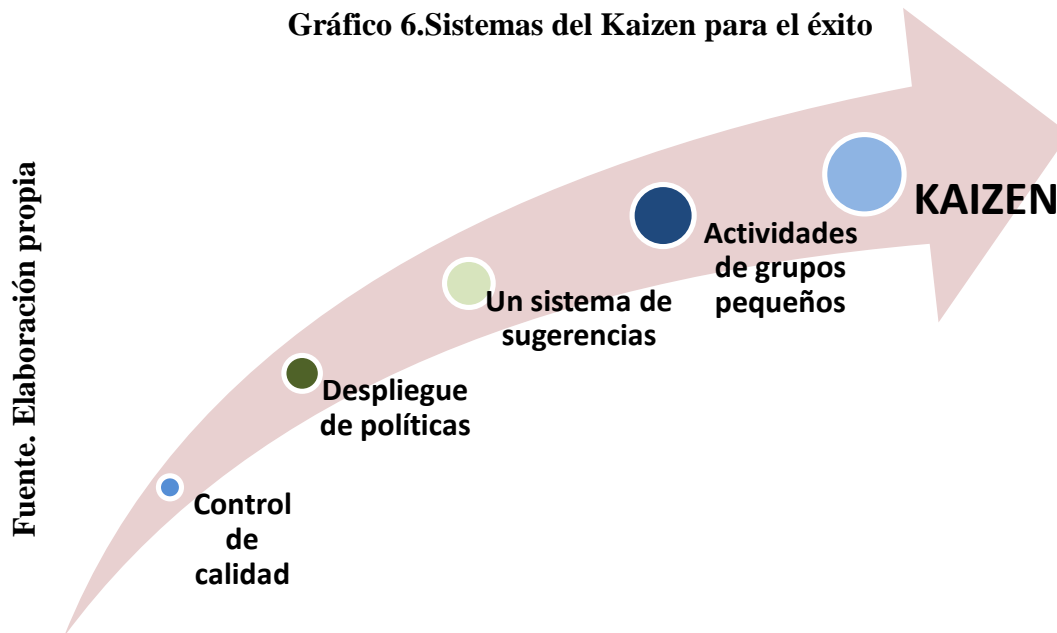 Gráfico 6.Sistemas del Kaizen para el éxito
Fuente. Elaboración propia
KAIZEN
Actividades
de grupos
pequeños
Un sistema de
sugerencias
Despliegue
de políticas
Control
de
calidad